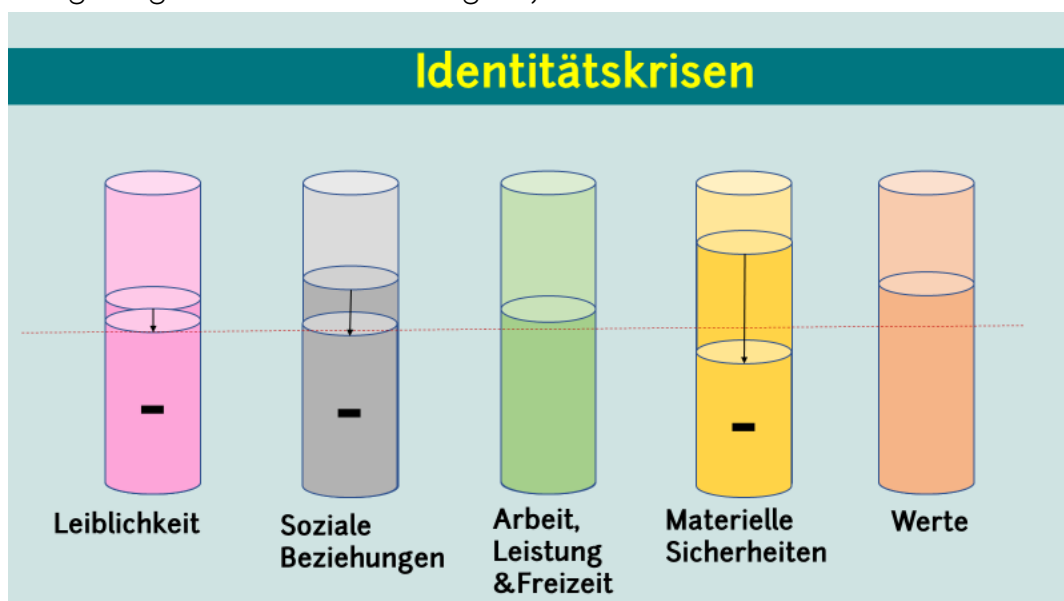 Identitätskrisen
Leiblichkeit
Soziale
Beziehungen
Arbeit,
Leistung
&Freizeit
Materielle
Sicherheiten
Werte